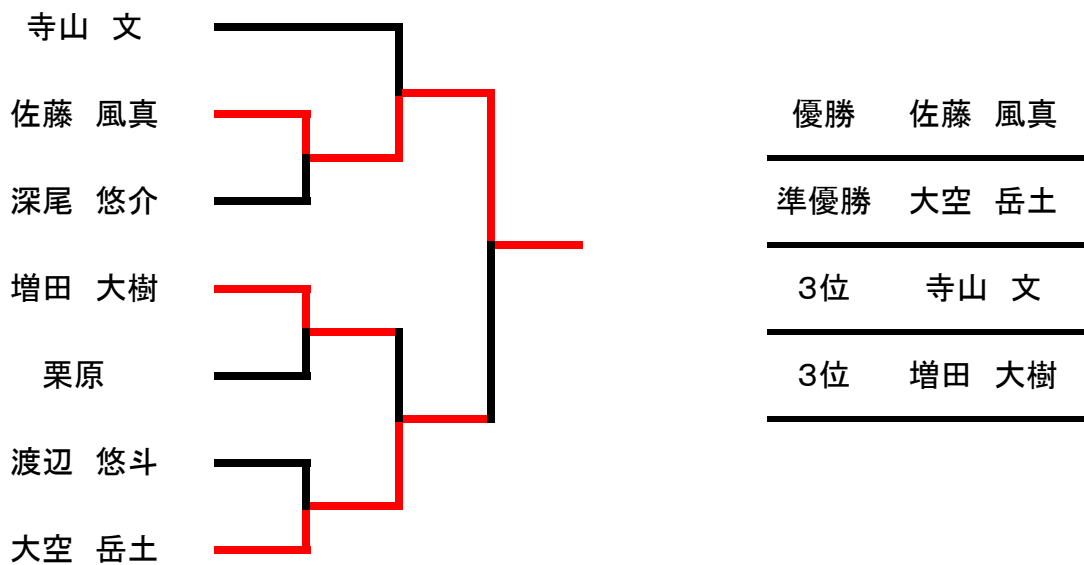 寺山 文
佐藤 風真
深尾 悠介
増田 大樹
栗原
渡辺 悠斗
大空 岳土
優勝 佐藤 風真
準優勝 大空 岳土
3位 寺山 文
3位 増田 大樹